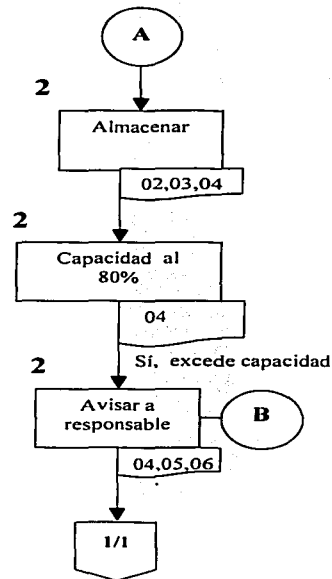 A
2
Almacenar
02,03,04
2
Capacidad al
80%
04
Sí, excede capacidad
2
Avisar a
responsable
B
04,05,06
1/1